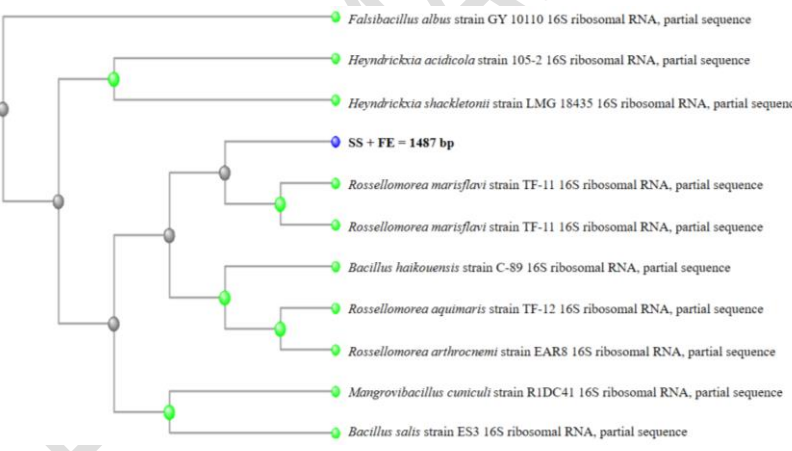 Falsibacillus albus strain GY 10110 16S ribosomal RNA, partial sequence
Heyndrickxia acidicola strain 105-2 16S ribosomal RNA, partial sequence
Heyndrickxia shackletonii strain LMG 18435 16S ribosomal RNA, partial sequenc
SS + FE = 1487 bp
Rossellomorea marisflavi strain TF-11 16S ribosomal RNA, partial sequence
Rossellomorea marisflavi strain TF-11 16S ribosomal RNA, partial sequence
Bacillus haikouensis strain C-89 16S ribosomal RNA, partial sequence
Rossellomorea aquimaris strain TF-12 16S ribosomal RNA, partial sequence
Rossellomorea arthrocnemi strain EAR8 16S ribosomal RNA, partial sequence
Mangrovibacillus cuniculi strain R1DC41 16S ribosomal RNA, partial sequence
Bacillus salis strain ES3 16S ribosomal RNA, partial sequence